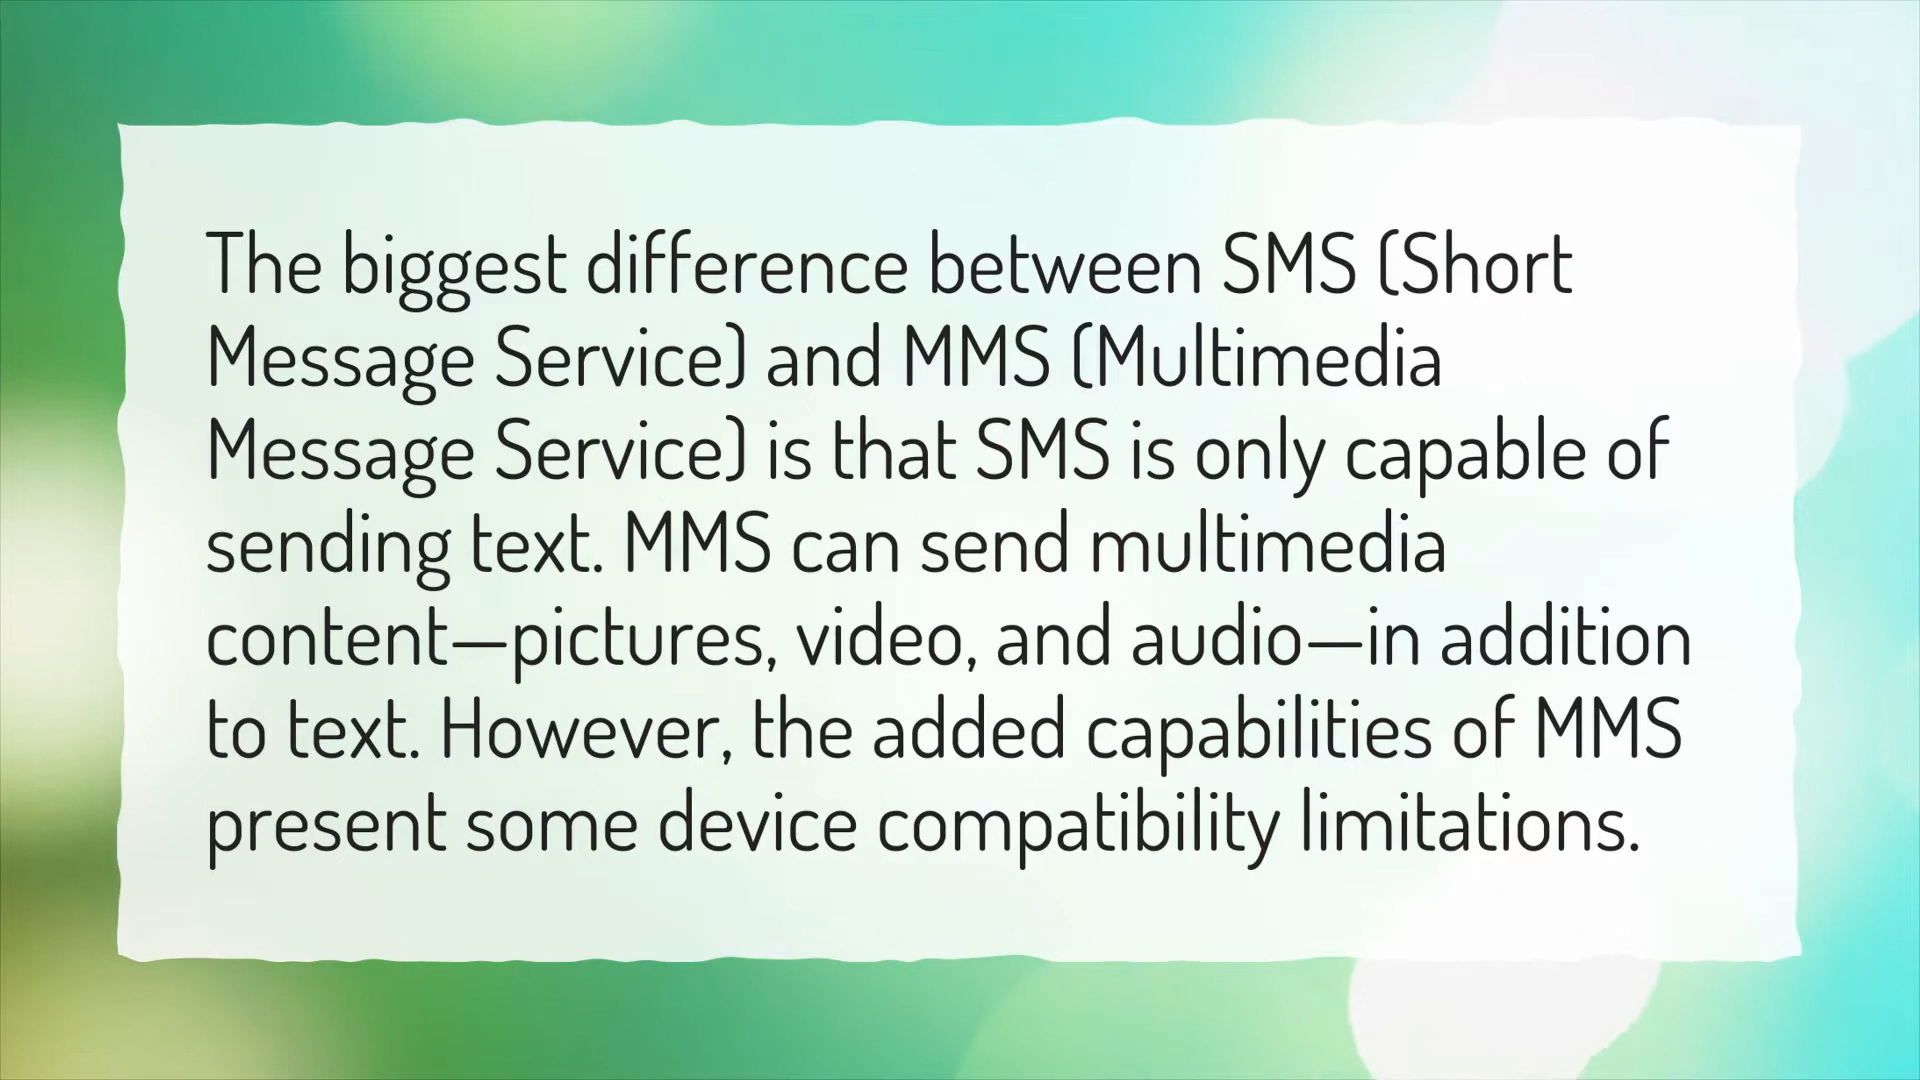 The biggest difference between SMS (Short
Message Service) and MMS (Multimedia
Message Service) is that SMS is only capable of
sending text. MMS can send multimedia
content—pictures, video, and audio—in addition
to text. However, the added capabilities of MMS
present some device compatibility limitations.